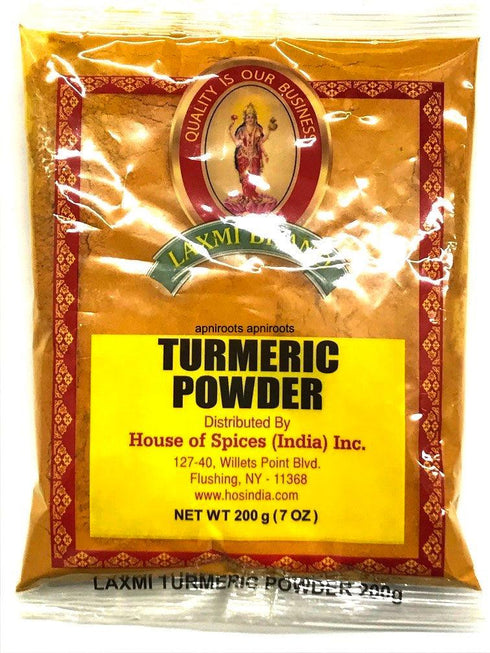 QUALITY IS OUR BUSINESS
LAXMI BRAND
apniroots apniroots
TURMERIC
POWDER
Distributed By
House of Spices (India) Inc.
127-40, Willets Point Blvd.
Flushing, NY - 11368
www.hosindia.com
NET WT 200 g (7 OZ)
LAXMI TURMERIC POWDER 200g